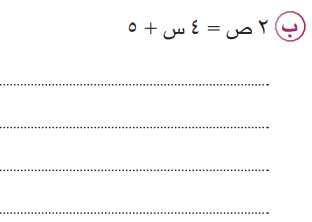 ب ٢ ص = ٤ س + ٥